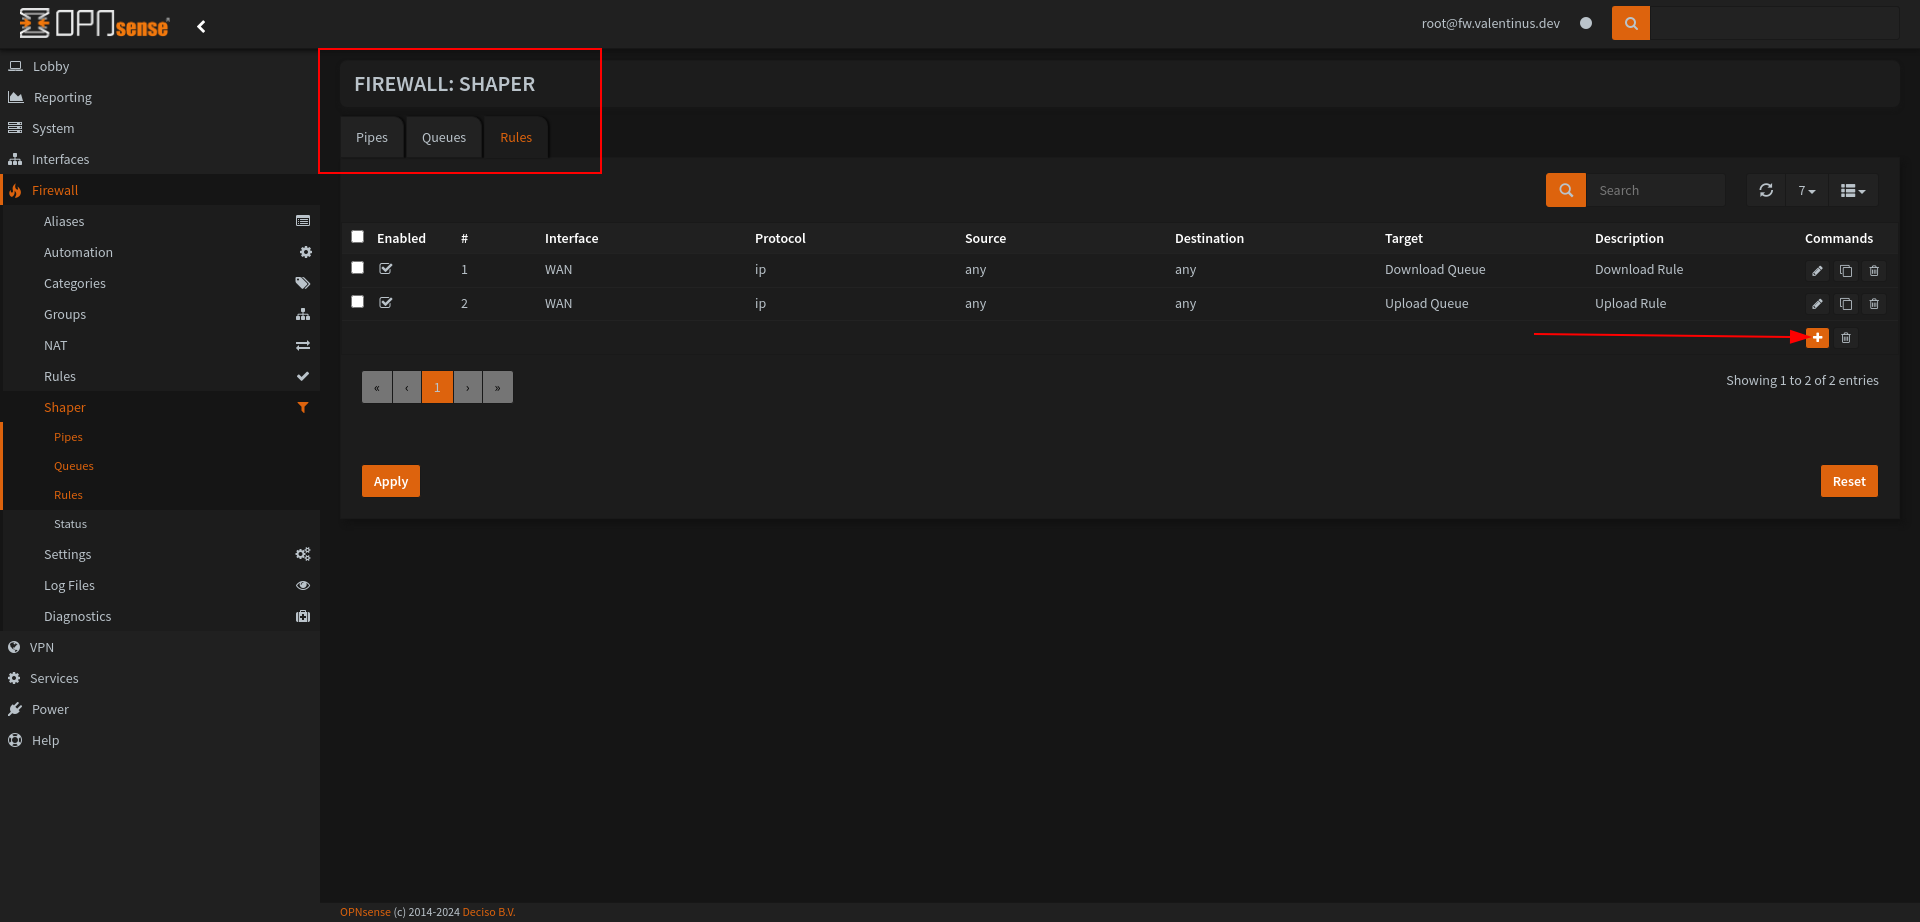 OPNsense
root@fw.valentinus.dev
Lobby
Reporting
System
Interfaces
Firewall
Aliases
Automation
Categories
Groups
NAT
Rules
Shaper
Pipes
Queues
Rules
Status
Settings
Log Files
Diagnostics
VPN
Services
Power
Help
FIREWALL: SHAPER
Pipes Queues Rules
Search 7
Enabled # Interface Protocol Source Destination Target Description Commands
1 WAN ip any any Download Queue Download Rule
2 WAN ip any any Upload Queue Upload Rule
« ‹ 1 › »
Showing 1 to 2 of 2 entries
Apply Reset
OPNsense (c) 2014-2024 Deciso B.V.